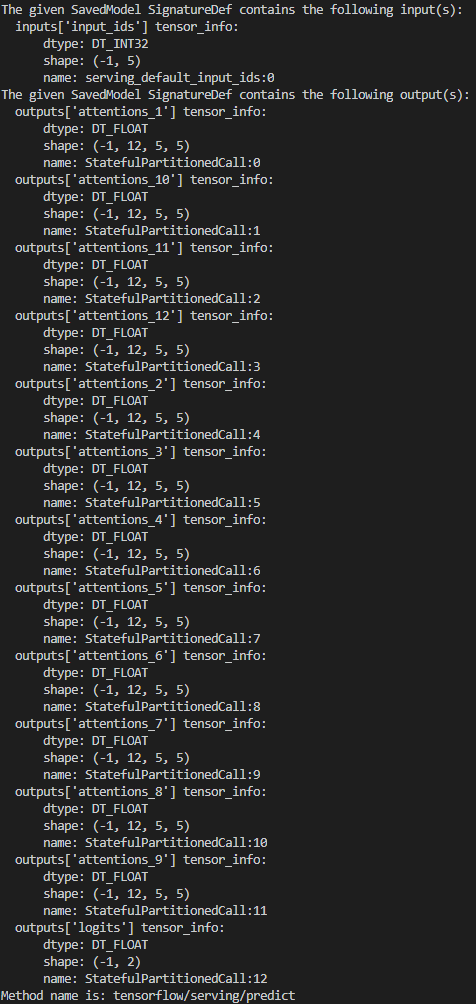 The given SavedModel SignatureDef contains the following input(s):
inputs['input_ids'] tensor_info:
dtype: DT_INT32
shape: (-1, 5)
name: serving_default_input_ids:0
The given SavedModel SignatureDef contains the following output(s):
outputs['attentions_1'] tensor_info:
dtype: DT_FLOAT
shape: (-1, 12, 5, 5)
name: StatefulPartitionedCall:0
outputs['attentions_10'] tensor_info:
dtype: DT_FLOAT
shape: (-1, 12, 5, 5)
name: StatefulPartitionedCall:1
outputs['attentions_11'] tensor_info:
dtype: DT_FLOAT
shape: (-1, 12, 5, 5)
name: StatefulPartitionedCall:2
outputs['attentions_12'] tensor_info:
dtype: DT_FLOAT
shape: (-1, 12, 5, 5)
name: StatefulPartitionedCall:3
outputs['attentions_2'] tensor_info:
dtype: DT_FLOAT
shape: (-1, 12, 5, 5)
name: StatefulPartitionedCall:4
outputs['attentions_3'] tensor_info:
dtype: DT_FLOAT
shape: (-1, 12, 5, 5)
name: StatefulPartitionedCall:5
outputs['attentions_4'] tensor_info:
dtype: DT_FLOAT
shape: (-1, 12, 5, 5)
name: StatefulPartitionedCall:6
outputs['attentions_5'] tensor_info:
dtype: DT_FLOAT
shape: (-1, 12, 5, 5)
name: StatefulPartitionedCall:7
outputs['attentions_6'] tensor_info:
dtype: DT_FLOAT
shape: (-1, 12, 5, 5)
name: StatefulPartitionedCall:8
outputs['attentions_7'] tensor_info:
dtype: DT_FLOAT
shape: (-1, 12, 5, 5)
name: StatefulPartitionedCall:9
outputs['attentions_8'] tensor_info:
dtype: DT_FLOAT
shape: (-1, 12, 5, 5)
name: StatefulPartitionedCall:10
outputs['attentions_9'] tensor_info:
dtype: DT_FLOAT
shape: (-1, 12, 5, 5)
name: StatefulPartitionedCall:11
outputs['logits'] tensor_info:
dtype: DT_FLOAT
shape: (-1, 2)
name: StatefulPartitionedCall:12
Method name is: tensorflow/serving/predict